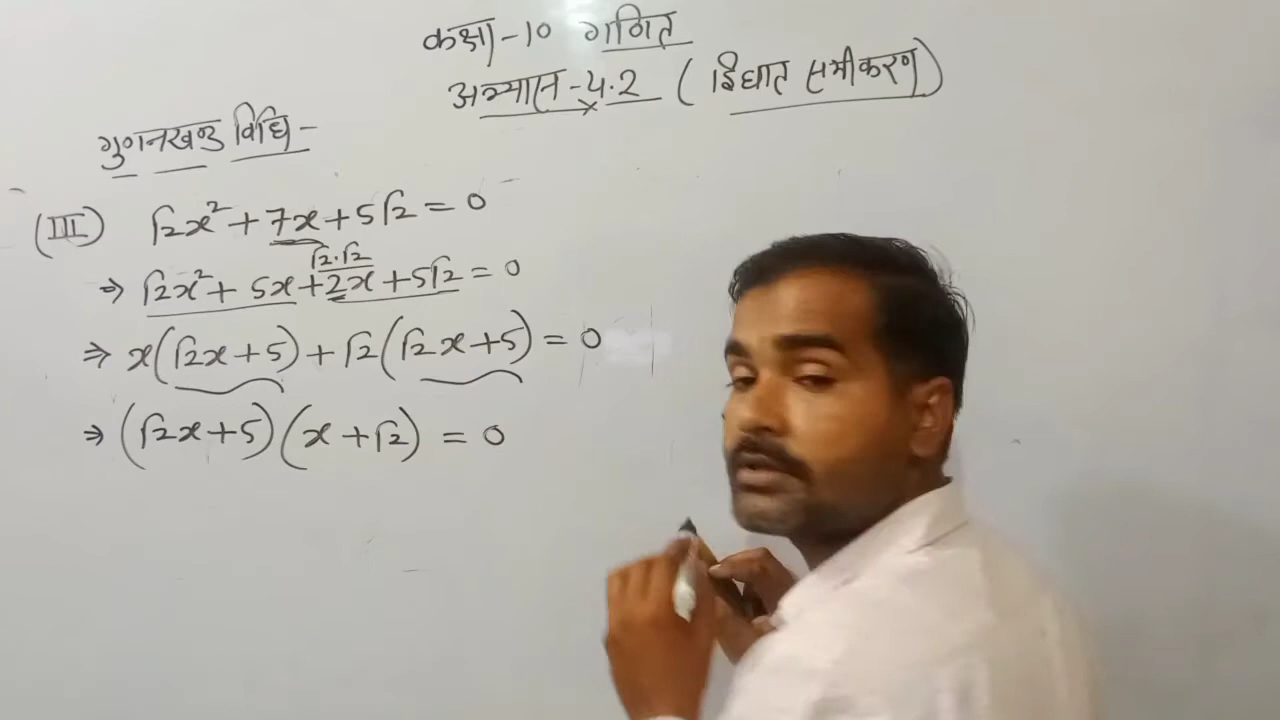 कक्षा-10 गणित
अभ्यास-4.2 (द्विघात समीकरण)
गुणनखण्ड विधि-
(III) √2x² + 7x + 5√2 = 0
√2·√2
⇒ √2x² + 5x + 2x + 5√2 = 0
⇒ x(√2x + 5) + √2(√2x + 5) = 0
⇒ (√2x + 5)(x + √2) = 0